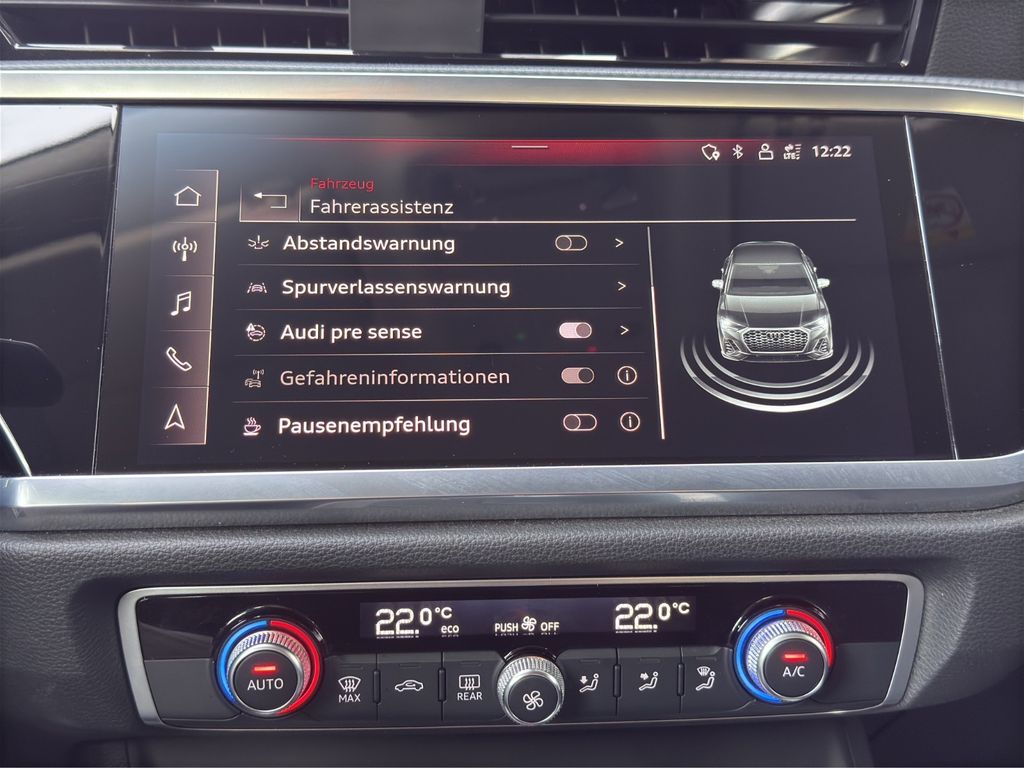 LTE 12:22
Fahrzeug
Fahrerassistenz
Abstandswarnung >
Spurverlassenswarnung >
Audi pre sense >
Gefahreninformationen i
Pausenempfehlung i
22.0°C eco
PUSH OFF
22.0°C
AUTO
MAX
REAR
A/C